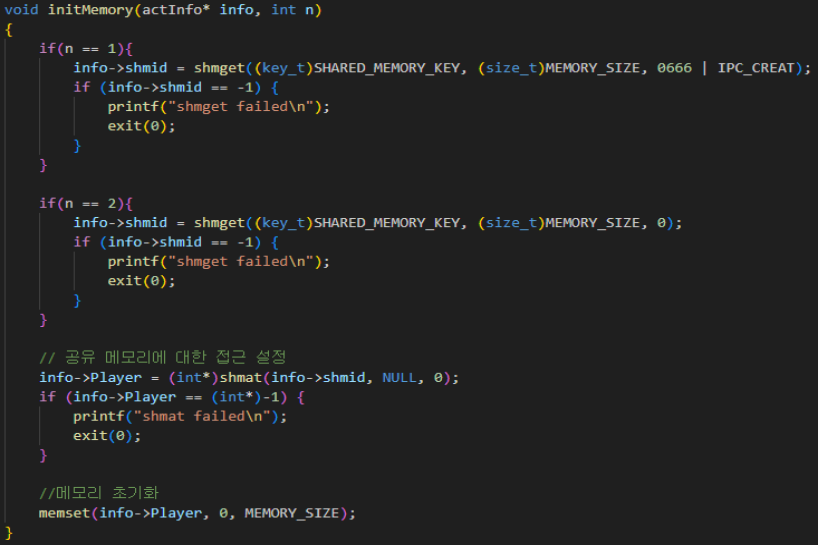 void initMemory(actInfo* info, int n)
{
    if(n == 1){
        info->shmid = shmget((key_t)SHARED_MEMORY_KEY, (size_t)MEMORY_SIZE, 0666 | IPC_CREAT);
        if (info->shmid == -1) {
            printf("shmget failed\n");
            exit(0);
        }
    }

    if(n == 2){
        info->shmid = shmget((key_t)SHARED_MEMORY_KEY, (size_t)MEMORY_SIZE, 0);
        if (info->shmid == -1) {
            printf("shmget failed\n");
            exit(0);
        }
    }

    // 공유 메모리에 대한 접근 설정
    info->Player = (int*)shmat(info->shmid, NULL, 0);
    if (info->Player == (int*)-1) {
        printf("shmat failed\n");
        exit(0);
    }

    //메모리 초기화
    memset(info->Player, 0, MEMORY_SIZE);
}